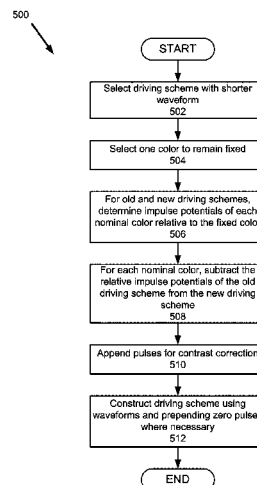 500
START
Select driving scheme with shorter
waveform
502
Select one color to remain fixed
504
For old and new driving schemes,
determine impulse potentials of each
nominal color relative to the fixed colo
506
For each nominal color, subtract the
relative impulse potentials of the old
driving scheme from the new driving
scheme
508
Append pulses for contrast correction
510
Construct driving scheme using
waveforms and prepending zero pulse
where necessary
512
END